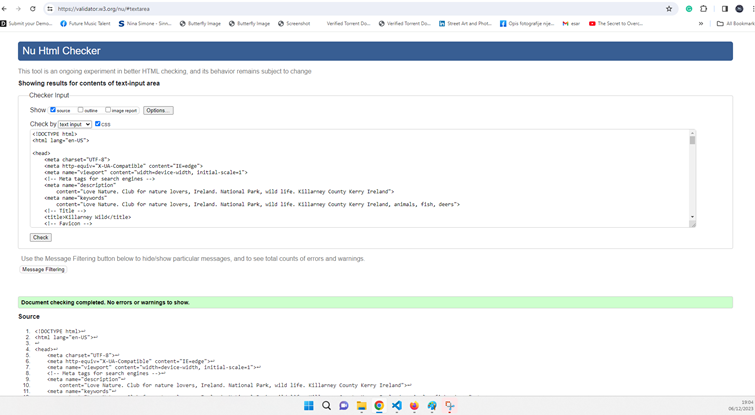 https://validator.w3.org/nu/#textarea
Submit your Demo... Future Music Talent Nina Simone - Sinn... Butterfly Image Butterfly Image Screenshot Verified Torrent Do... Verified Torrent Do... Street Art and Phot... Opis fotografije nije... esar The Secret to Overc... » All Bookmarks
Nu Html Checker
This tool is an ongoing experiment in better HTML checking, and its behavior remains subject to change
Showing results for contents of text-input area
Checker Input
Show source outline image report Options...
Check by text input css
<!DOCTYPE html>
<html lang="en-US">
<head>
<meta charset="UTF-8">
<meta http-equiv="X-UA-Compatible" content="IE=edge">
<meta name="viewport" content="width=device-width, initial-scale=1">
<!-- Meta tags for search engines -->
<meta name="description"
content="Love Nature. Club for nature lovers, Ireland. National Park, wild life. Killarney County Kerry Ireland">
<meta name="keywords"
content="Love Nature. Club for nature lovers, Ireland. National Park, wild life. Killarney County Kerry Ireland, animals, fish, deers">
<!-- Title -->
<title>Killarney Wild</title>
<!-- Favicon -->
Check
Use the Message Filtering button below to hide/show particular messages, and to see total counts of errors and warnings.
Message Filtering
Document checking completed. No errors or warnings to show.
Source
1. <!DOCTYPE html>↩
2. <html lang="en-US">↩
3. ↩
4. <head>↩
5. <meta charset="UTF-8">↩
6. <meta http-equiv="X-UA-Compatible" content="IE=edge">↩
7. <meta name="viewport" content="width=device-width, initial-scale=1">↩
8. <!-- Meta tags for search engines -->↩
9. <meta name="description"↩
10. content="Love Nature. Club for nature lovers, Ireland. National Park, wild life. Killarney County Kerry Ireland">↩
11. <meta name="keywords"↩
19:04
06/12/2023